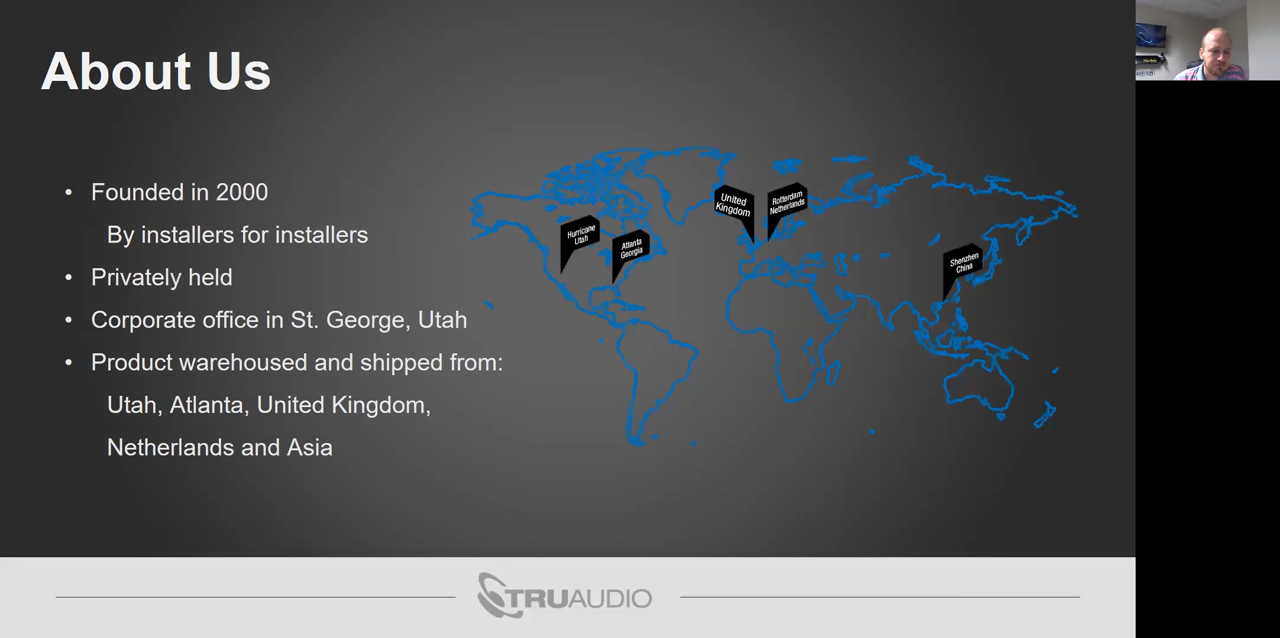 About Us
• Founded in 2000
By installers for installers
• Privately held
• Corporate office in St. George, Utah
• Product warehoused and shipped from:
Utah, Atlanta, United Kingdom,
Netherlands and Asia
United
Kingdom
Rotterdam
Netherlands
Hurricane
Utah
Atlanta
Georgia
Shenzhen
China
TRUAUDIO